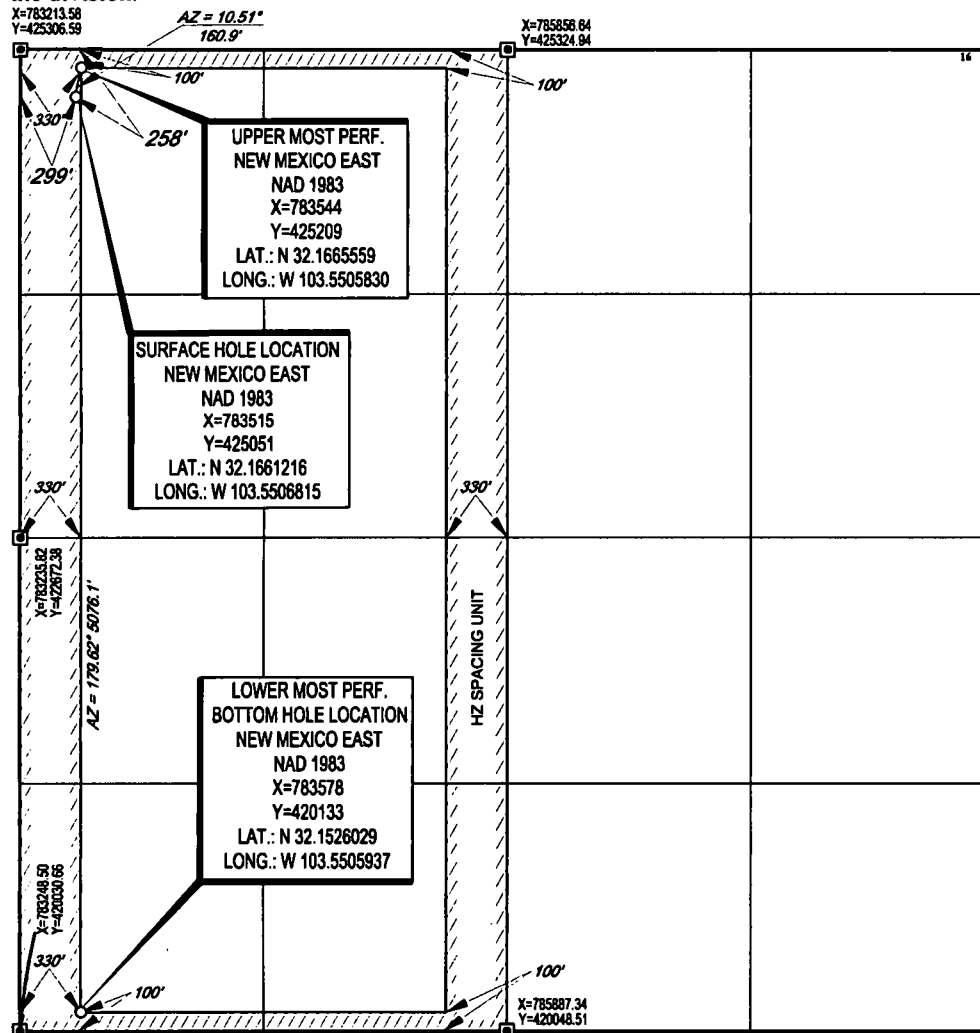 X=783213.58
Y=425306.59
AZ = 10.51°
160.9'
X=785856.64
Y=425324.94
16
100'
100'
330'
258'
299'
UPPER MOST PERF.
NEW MEXICO EAST
NAD 1983
X=783544
Y=425209
LAT.: N 32.1665559
LONG.: W 103.5505830
SURFACE HOLE LOCATION
NEW MEXICO EAST
NAD 1983
X=783515
Y=425051
LAT.: N 32.1661216
LONG.: W 103.5506815
330'
330'
X=783235.82
Y=422672.38
AZ = 179.62° 5076.1'
HZ SPACING UNIT
LOWER MOST PERF.
BOTTOM HOLE LOCATION
NEW MEXICO EAST
NAD 1983
X=783578
Y=420133
LAT.: N 32.1526029
LONG.: W 103.5505937
X=783248.50
Y=420030.66
330'
100'
100'
X=785887.34
Y=420048.51